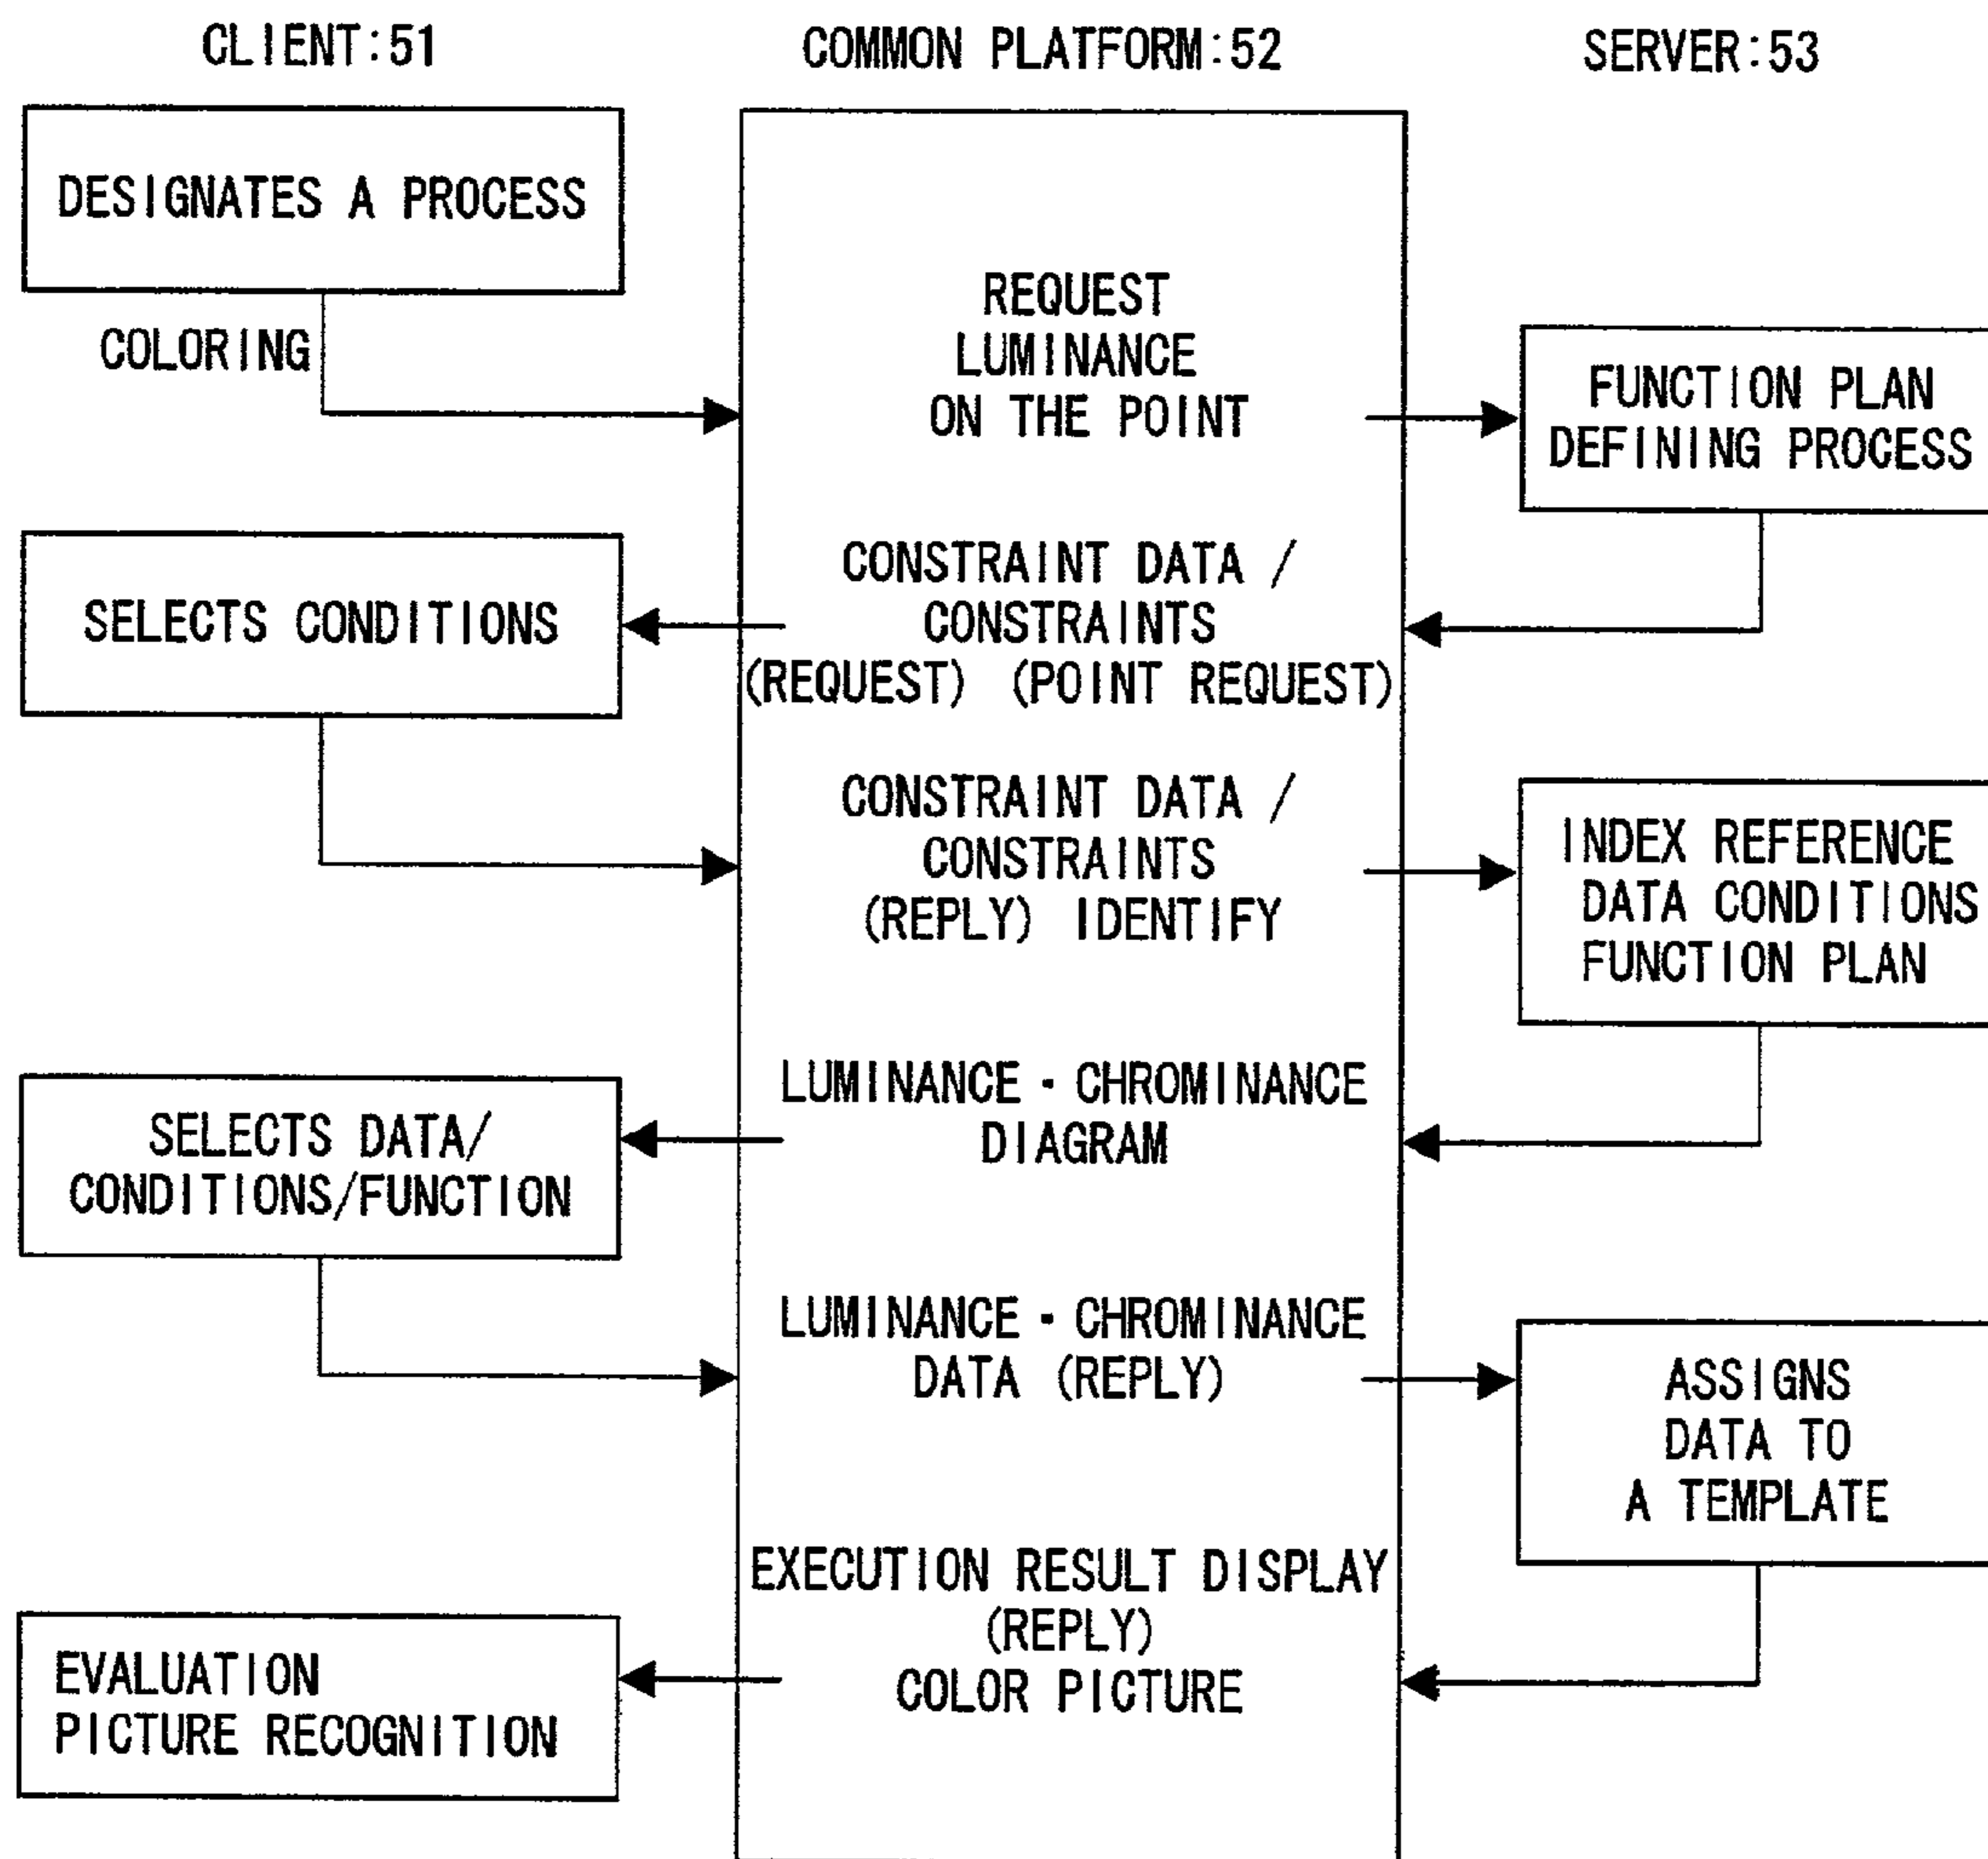 CLIENT:51
COMMON PLATFORM:52
SERVER:53
DESIGNATES A PROCESS
COLORING
REQUEST
LUMINANCE
ON THE POINT
FUNCTION PLAN
DEFINING PROCESS
CONSTRAINT DATA /
CONSTRAINTS
(REQUEST) (POINT REQUEST)
SELECTS CONDITIONS
CONSTRAINT DATA /
CONSTRAINTS
(REPLY) IDENTIFY
INDEX REFERENCE
DATA CONDITIONS
FUNCTION PLAN
LUMINANCE - CHROMINANCE
DIAGRAM
SELECTS DATA/
CONDITIONS/FUNCTION
LUMINANCE - CHROMINANCE
DATA (REPLY)
ASSIGNS
DATA TO
A TEMPLATE
EXECUTION RESULT DISPLAY
(REPLY)
COLOR PICTURE
EVALUATION
PICTURE RECOGNITION